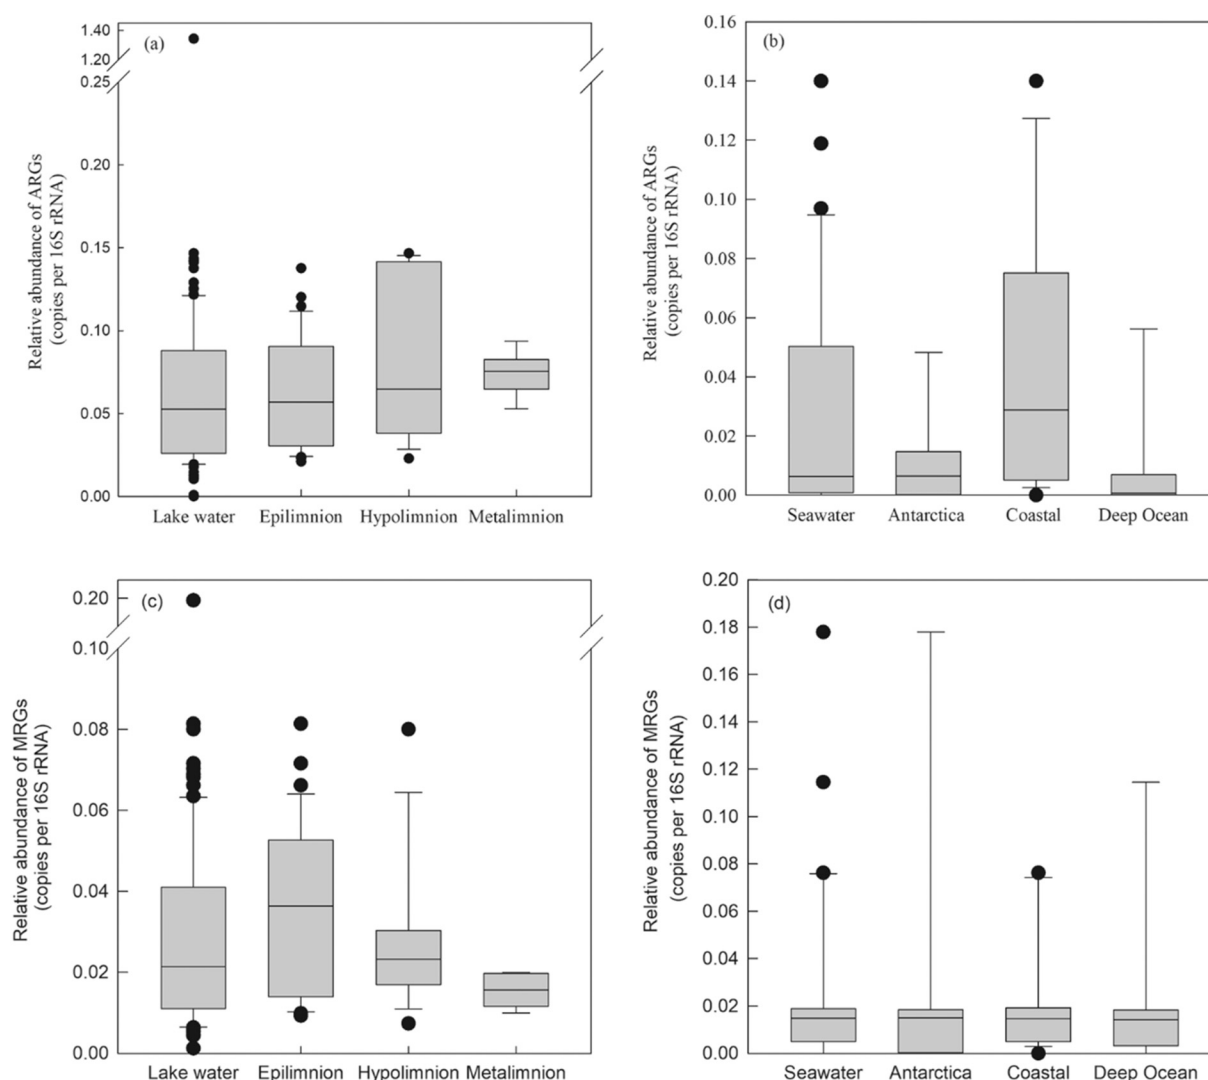 (a)
1.40
1.20
0.25
0.20
0.15
0.10
0.05
0.00
Relative abundance of ARGs
(copies per 16S rRNA)
Lake water Epilimnion Hypolimnion Metalimnion
(b)
0.16
0.14
0.12
0.10
0.08
0.06
0.04
0.02
0.00
Relative abundance of ARGs
(copies per 16S rRNA)
Seawater Antarctica Coastal Deep Ocean
(c)
0.20
0.10
0.08
0.06
0.04
0.02
0.00
Relative abundance of MRGs
(copies per 16S rRNA)
Lake water Epilimnion Hypolimnion Metalimnion
(d)
0.20
0.18
0.16
0.14
0.12
0.10
0.08
0.06
0.04
0.02
0.00
Relative abundance of MRGs
(copies per 16S rRNA)
Seawater Antarctica Coastal Deep Ocean